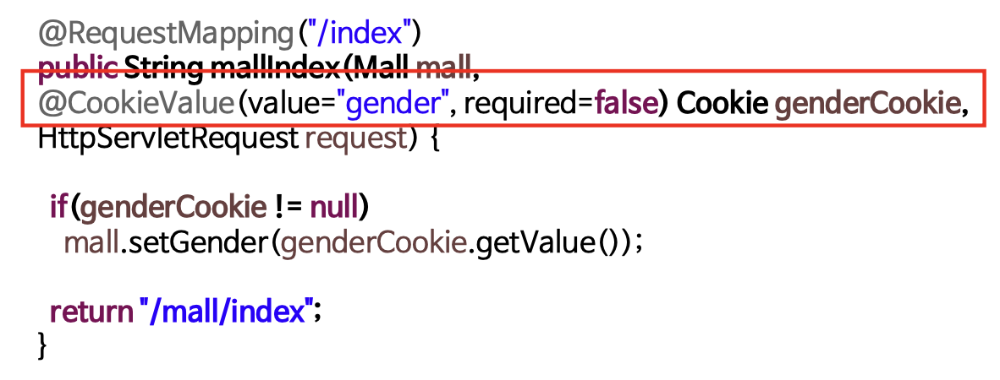 @RequestMapping("/index")
public String mallIndex(Mall mall,
@CookieValue(value="gender", required=false) Cookie genderCookie,
HttpServletRequest request) {
if(genderCookie != null)
mall.setGender(genderCookie.getValue());
return "/mall/index";
}